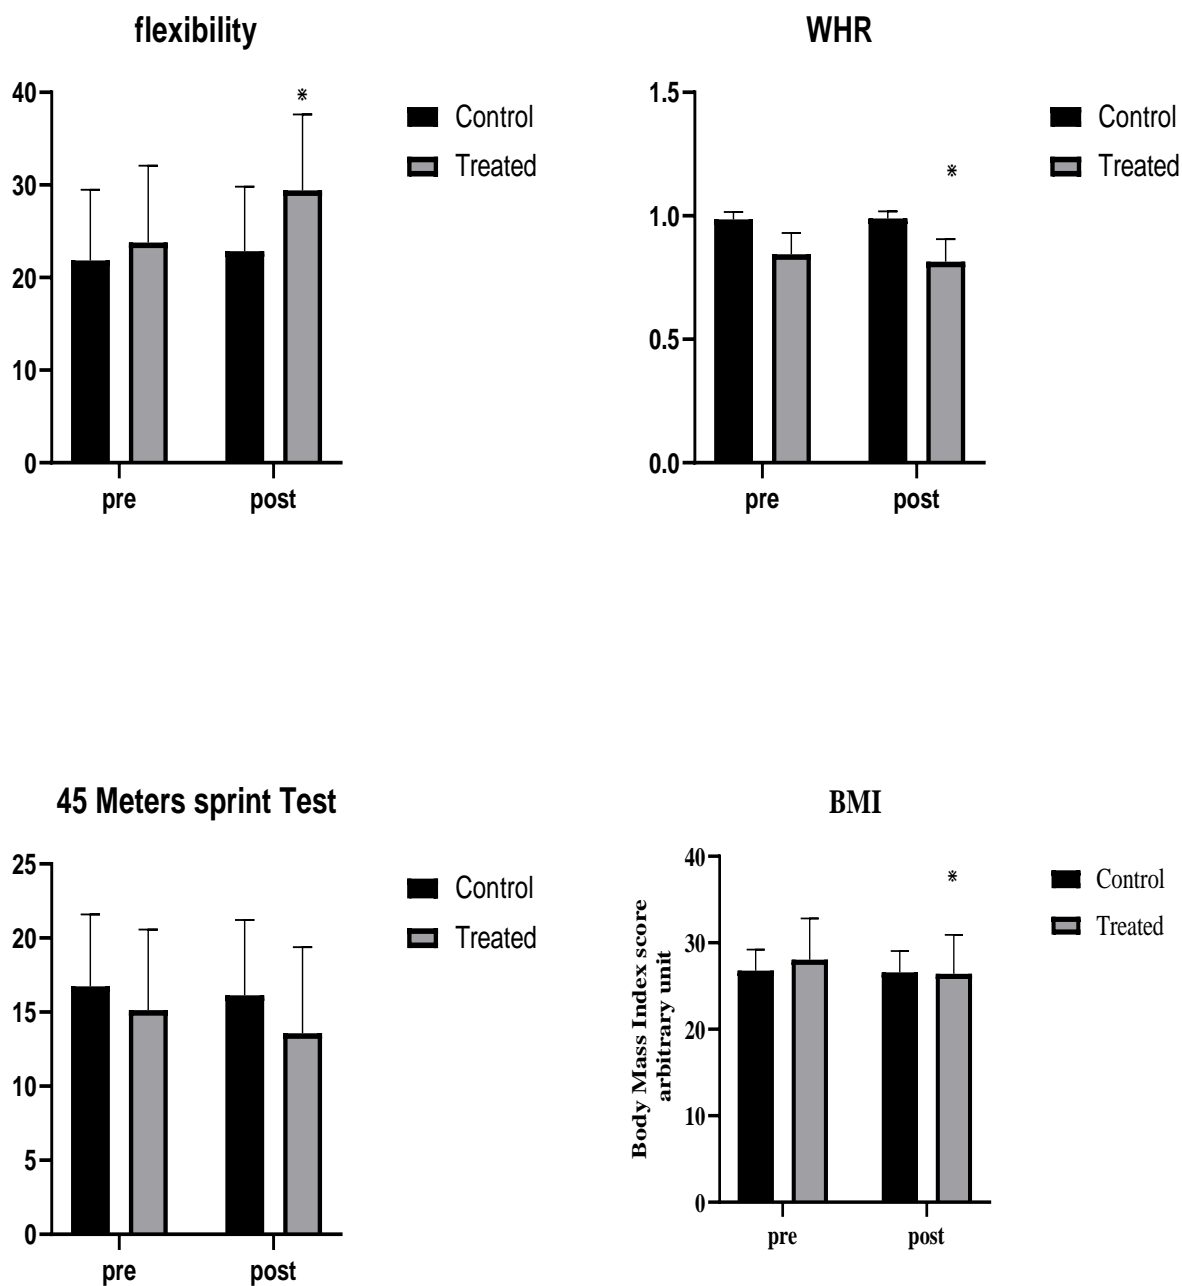 flexibility
40
30
20
10
0
pre
post
*
Control
Treated
WHR
1.5
1.0
0.5
0.0
pre
post
*
Control
Treated
45 Meters sprint Test
25
20
15
10
5
0
pre
post
Control
Treated
BMI
Body Mass Index score
arbitrary unit
40
30
20
10
0
pre
post
*
Control
Treated